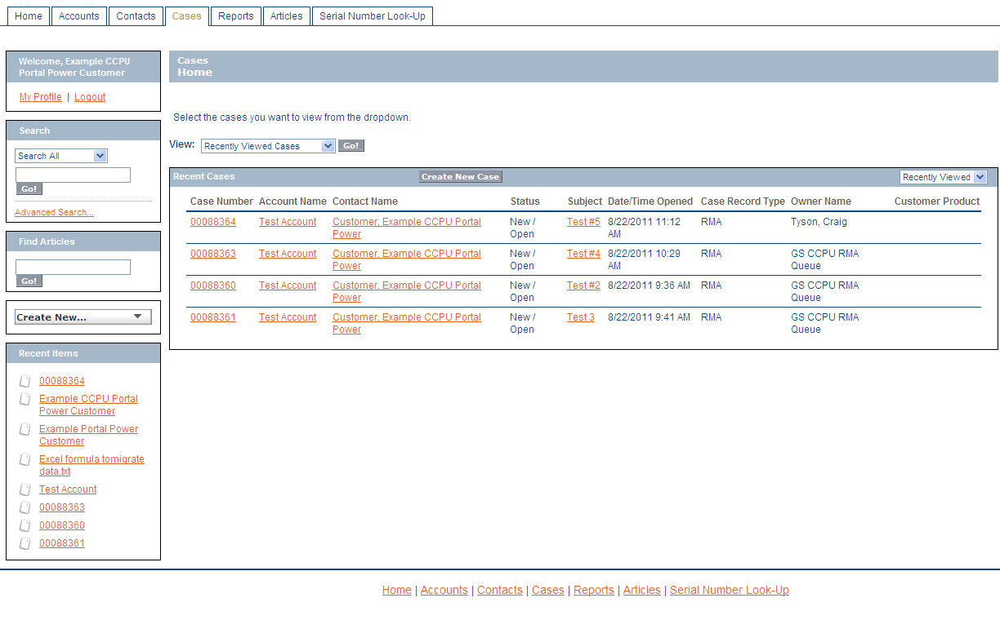 Home Accounts Contacts Cases Reports Articles Serial Number Look-Up
Welcome, Example CCPU
Portal Power Customer
My Profile | Logout
Search
Search All
Go!
Advanced Search...
Find Articles
Go!
Create New...
Recent Items
00088364
Example CCPU Portal
Power Customer
Example Portal Power
Customer
Excel formula tomigrate
data.txt
Test Account
00088363
00088360
00088361
Cases
Home
Select the cases you want to view from the dropdown.
View: Recently Viewed Cases Go!
Recent Cases Create New Case Recently Viewed
Case Number Account Name Contact Name Status Subject Date/Time Opened Case Record Type Owner Name Customer Product
00088364 Test Account Customer, Example CCPU Portal New / Test #5 8/22/2011 11:12 RMA Tyson, Craig
Power Open AM
00088363 Test Account Customer, Example CCPU Portal New / Test #4 8/22/2011 10:29 RMA GS CCPU RMA
Power Open AM Queue
00088360 Test Account Customer, Example CCPU Portal New / Test #2 8/22/2011 9:36 AM RMA GS CCPU RMA
Power Open Queue
00088361 Test Account Customer, Example CCPU Portal New / Test 3 8/22/2011 9:41 AM RMA GS CCPU RMA
Power Open Queue
Home | Accounts | Contacts | Cases | Reports | Articles | Serial Number Look-Up